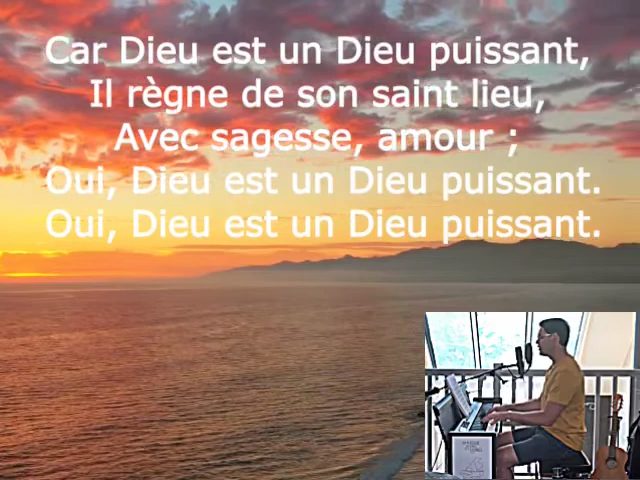 Car Dieu est un Dieu puissant,
Il règne de son saint lieu,
Avec sagesse, amour ;
Oui, Dieu est un Dieu puissant.
Oui, Dieu est un Dieu puissant.